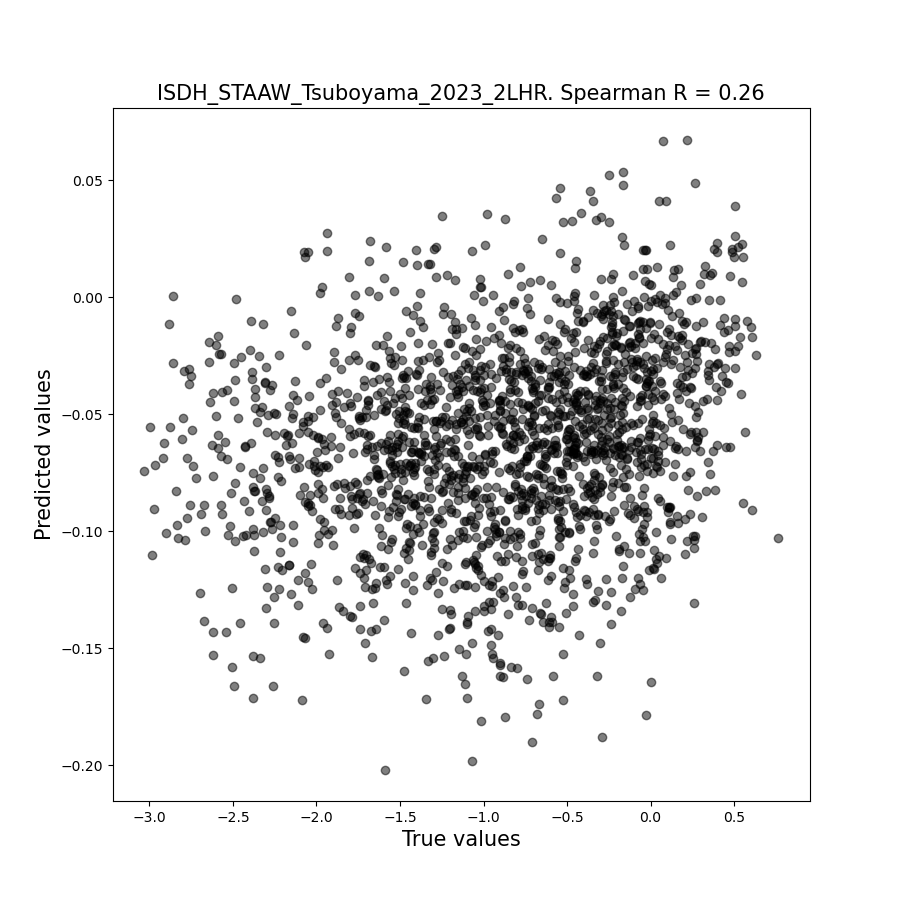 ISDH_STAAW_Tsuboyama_2023_2LHR. Spearman R = 0.26
0.05
0.00
−0.05
−0.10
−0.15
−0.20
Predicted values
−3.0 −2.5 −2.0 −1.5 −1.0 −0.5 0.0 0.5
True values